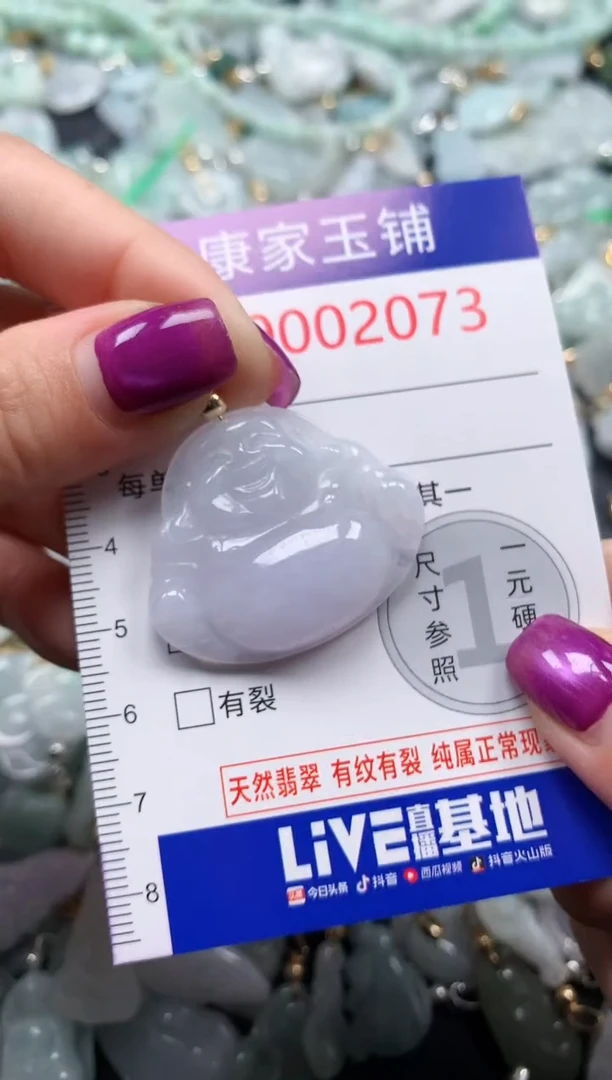 康家玉铺
0002073
每单
其一
4
5
6
7
8
尺寸参照
1
一元硬
有裂
天然翡翠 有纹有裂 纯属正常现
LiVE直播基地
今日头条 抖音 西瓜视频 抖音火山版